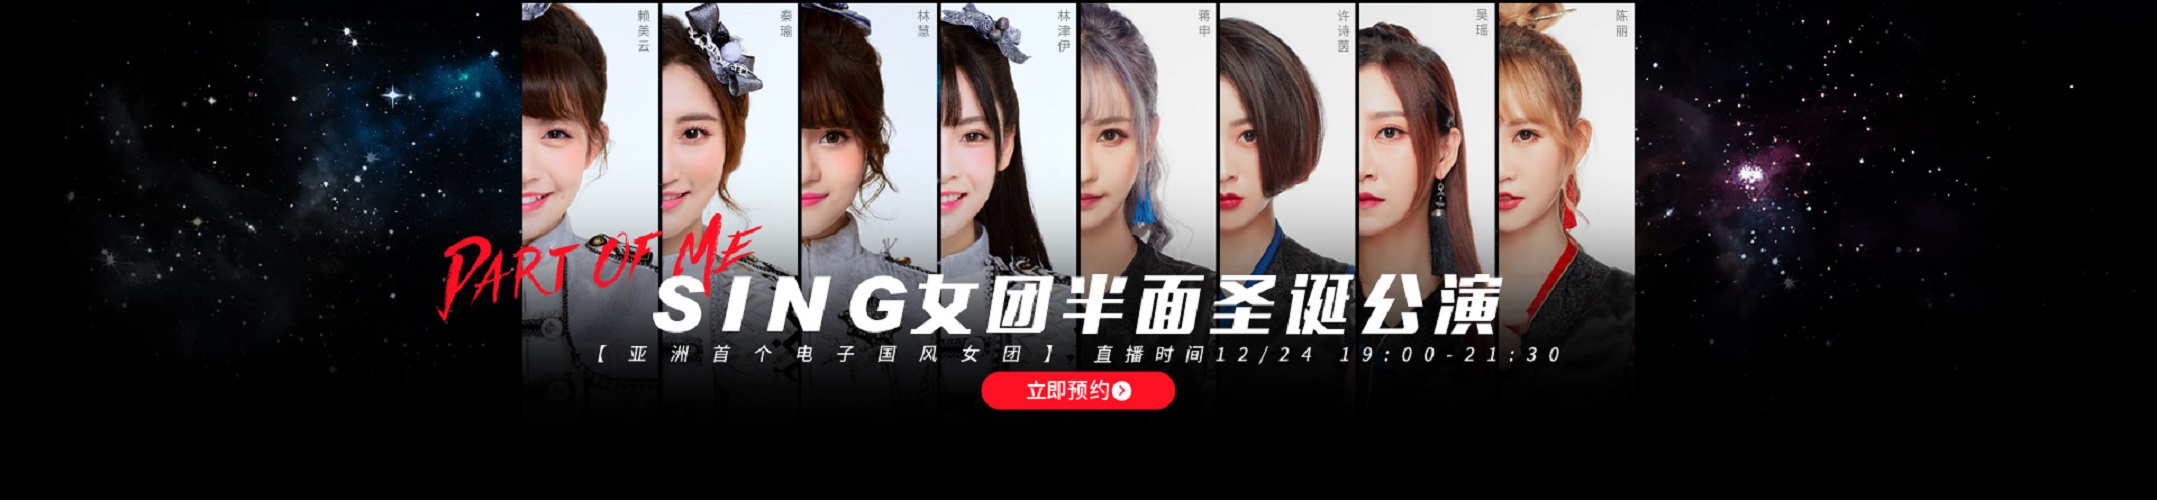 赖美云
秦瑜
林慧
林津伊
蒋申
许诗茵
吴瑶
陈丽
PART OF ME
SING女团半面圣诞公演
【亚洲首个电子国风女团】 直播时间12/24 19:00-21:30
立即预约